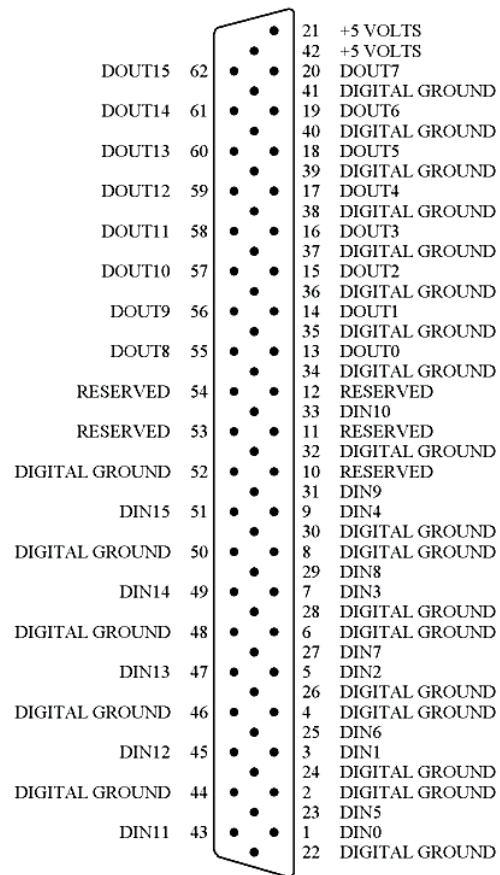 21 +5 VOLTS
42 +5 VOLTS
DOUT15 62 20 DOUT7
41 DIGITAL GROUND
DOUT14 61 19 DOUT6
40 DIGITAL GROUND
DOUT13 60 18 DOUT5
39 DIGITAL GROUND
DOUT12 59 17 DOUT4
38 DIGITAL GROUND
DOUT11 58 16 DOUT3
37 DIGITAL GROUND
DOUT10 57 15 DOUT2
36 DIGITAL GROUND
DOUT9 56 14 DOUT1
35 DIGITAL GROUND
DOUT8 55 13 DOUT0
34 DIGITAL GROUND
RESERVED 54 12 RESERVED
33 DIN10
RESERVED 53 11 RESERVED
32 DIGITAL GROUND
DIGITAL GROUND 52 10 RESERVED
31 DIN9
DIN15 51 9 DIN4
30 DIGITAL GROUND
DIGITAL GROUND 50 8 DIGITAL GROUND
29 DIN8
DIN14 49 7 DIN3
28 DIGITAL GROUND
DIGITAL GROUND 48 6 DIGITAL GROUND
27 DIN7
DIN13 47 5 DIN2
26 DIGITAL GROUND
DIGITAL GROUND 46 4 DIGITAL GROUND
25 DIN6
DIN12 45 3 DIN1
24 DIGITAL GROUND
DIGITAL GROUND 44 2 DIGITAL GROUND
23 DIN5
DIN11 43 1 DIN0
22 DIGITAL GROUND